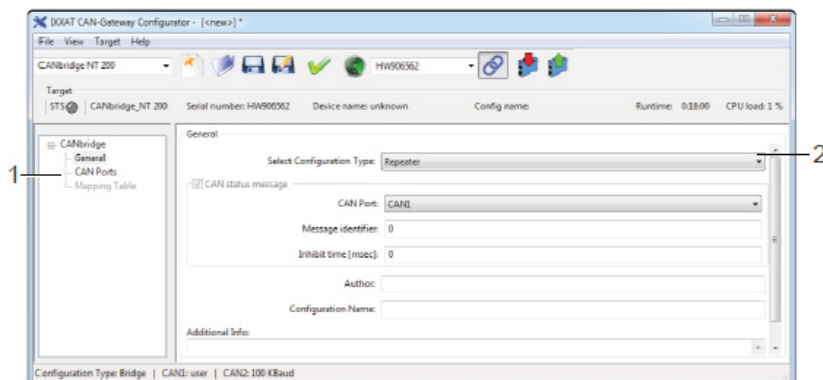 IXXAT CAN-Gateway Configurator - [<new>] *
File View Target Help
CANbridge NT 200 HW906562
Target
STS CANbridge_NT 200 Serial number: HW906562 Device name: unknown Config name: Runtime: 0:18:00 CPU load: 1 %
CANbridge
General
CAN Ports
Mapping Table
1
General
Select Configuration Type: Repeater
2
CAN status message
CAN Port: CAN1
Message identifier: 0
Inhibit time [msec]: 0
Author:
Configuration Name:
Additional Info:
Configuration Type: Bridge | CAN1: user | CAN2: 100 KBaud